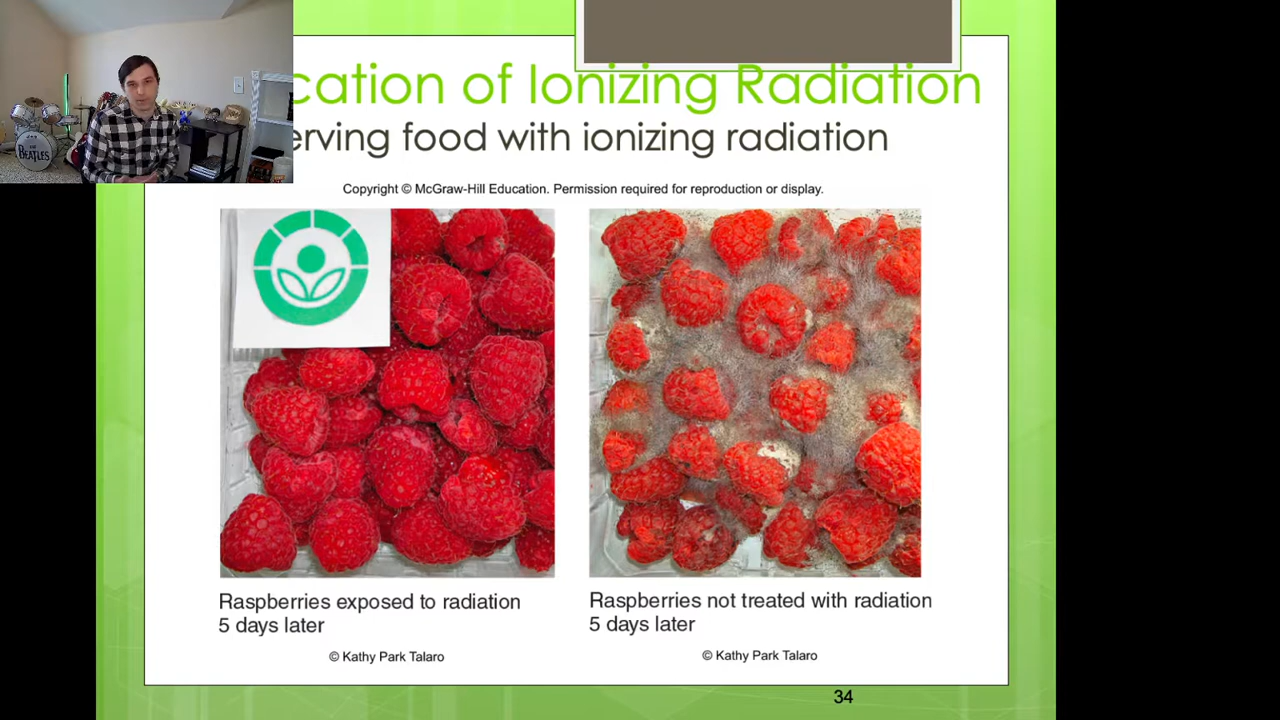 cation of Ionizing Radiation
erving food with ionizing radiation
Copyright © McGraw-Hill Education. Permission required for reproduction or display.
Raspberries exposed to radiation
5 days later
© Kathy Park Talaro
Raspberries not treated with radiation
5 days later
© Kathy Park Talaro
34
BEATLES